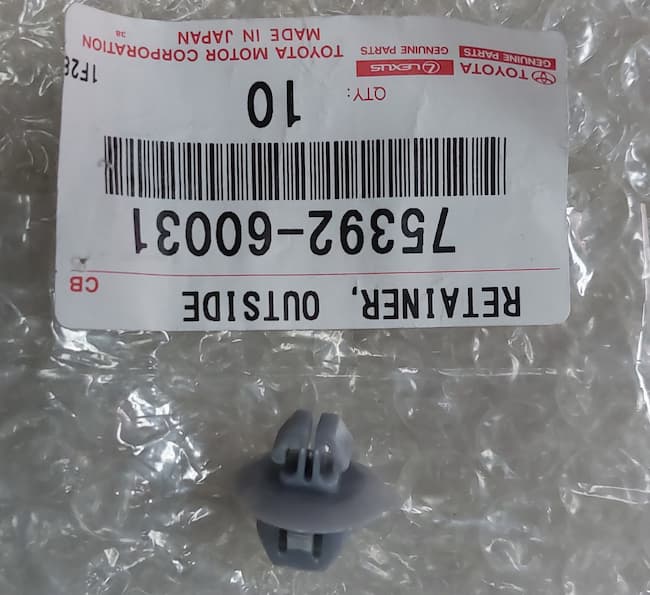 RETAINER, OUTSIDE
CB
75392-60031
QTY: 10
TOYOTA
GENUINE PARTS
LEXUS
GENUINE PARTS
TOYOTA MOTOR CORPORATION
MADE IN JAPAN 38